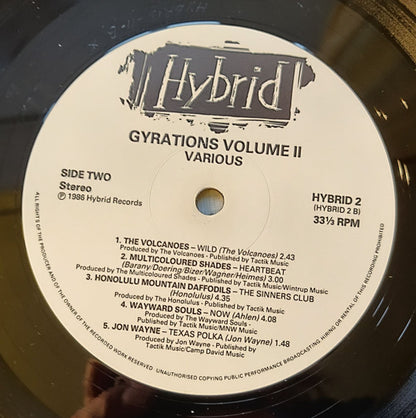 Hybrid
GYRATIONS VOLUME II
VARIOUS
SIDE TWO
Stereo
Ⓟ 1986 Hybrid Records
HYBRID 2
(HYBRID 2 B)
33⅓ RPM
1. THE VOLCANOES – WILD (The Volcanoes) 2.43
Produced by The Volcanoes - Published by Tactik Music
2. MULTICOLOURED SHADES – HEARTBEAT
(Barany/Doering/Bizer/Wagner/Heimes) 3.00
Produced by The Multicoloured Shades - Published by Tactik Music/Wintrup Music
3. HONOLULU MOUNTAIN DAFFODILS – THE SINNERS CLUB
(Honolulus) 4.35
Produced by The Honolulus - Published by Tactik Music
4. WAYWARD SOULS – NOW (Ahlen) 4.08
Produced by The Wayward Souls -
Published by Tactik Music/MNW Music
5. JON WAYNE – TEXAS POLKA (Jon Wayne) 1.48
Produced by Jon Wayne - Published by
Tactik Music/Camp David Music
ALL RIGHTS OF THE PRODUCER AND OF THE OWNER OF THE RECORDED WORK RESERVED UNAUTHORISED COPYING PUBLIC PERFORMANCE BROADCASTING HIRING OR RENTAL OF THIS RECORDING PROHIBITED